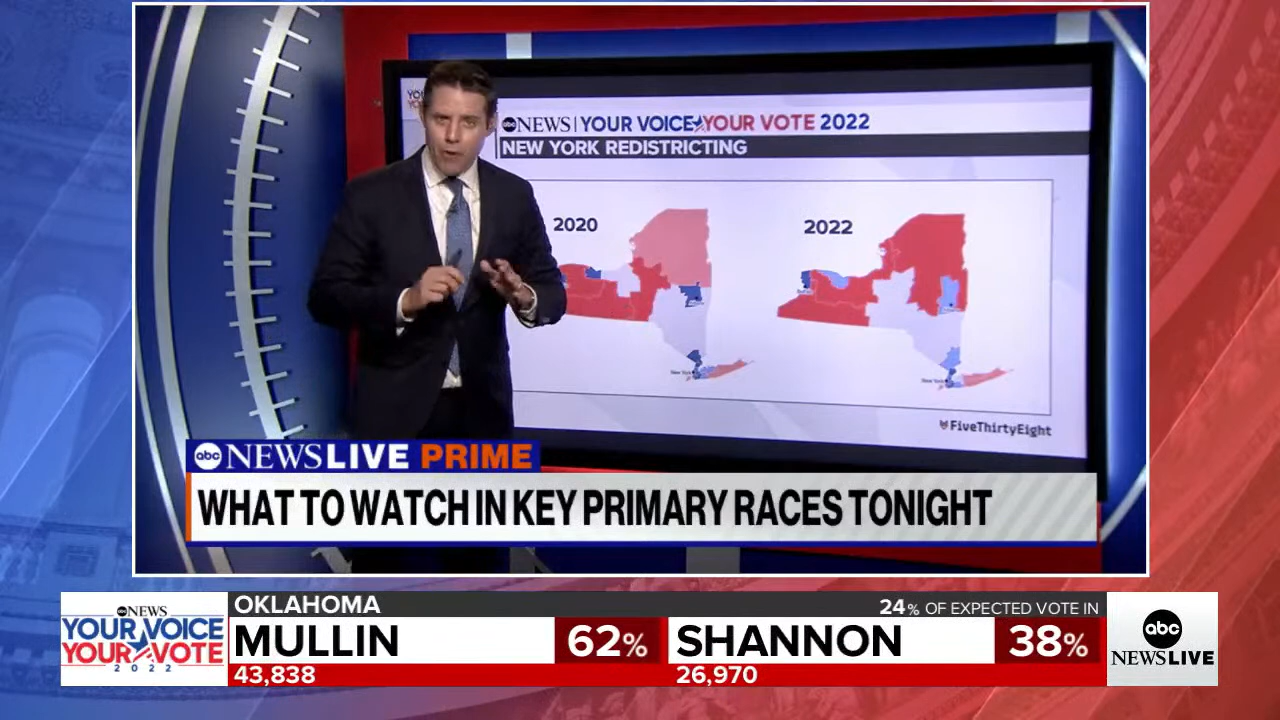 YOU
YO
abc NEWS | YOUR VOICE YOUR VOTE 2022
NEW YORK REDISTRICTING
2020
2022
New York
New York
FiveThirtyEight
abc NEWS LIVE PRIME
WHAT TO WATCH IN KEY PRIMARY RACES TONIGHT
abc NEWS
YOUR VOICE
YOUR VOTE
2022
OKLAHOMA
24% OF EXPECTED VOTE IN
MULLIN 62% SHANNON 38%
43,838 26,970
abc
NEWS LIVE